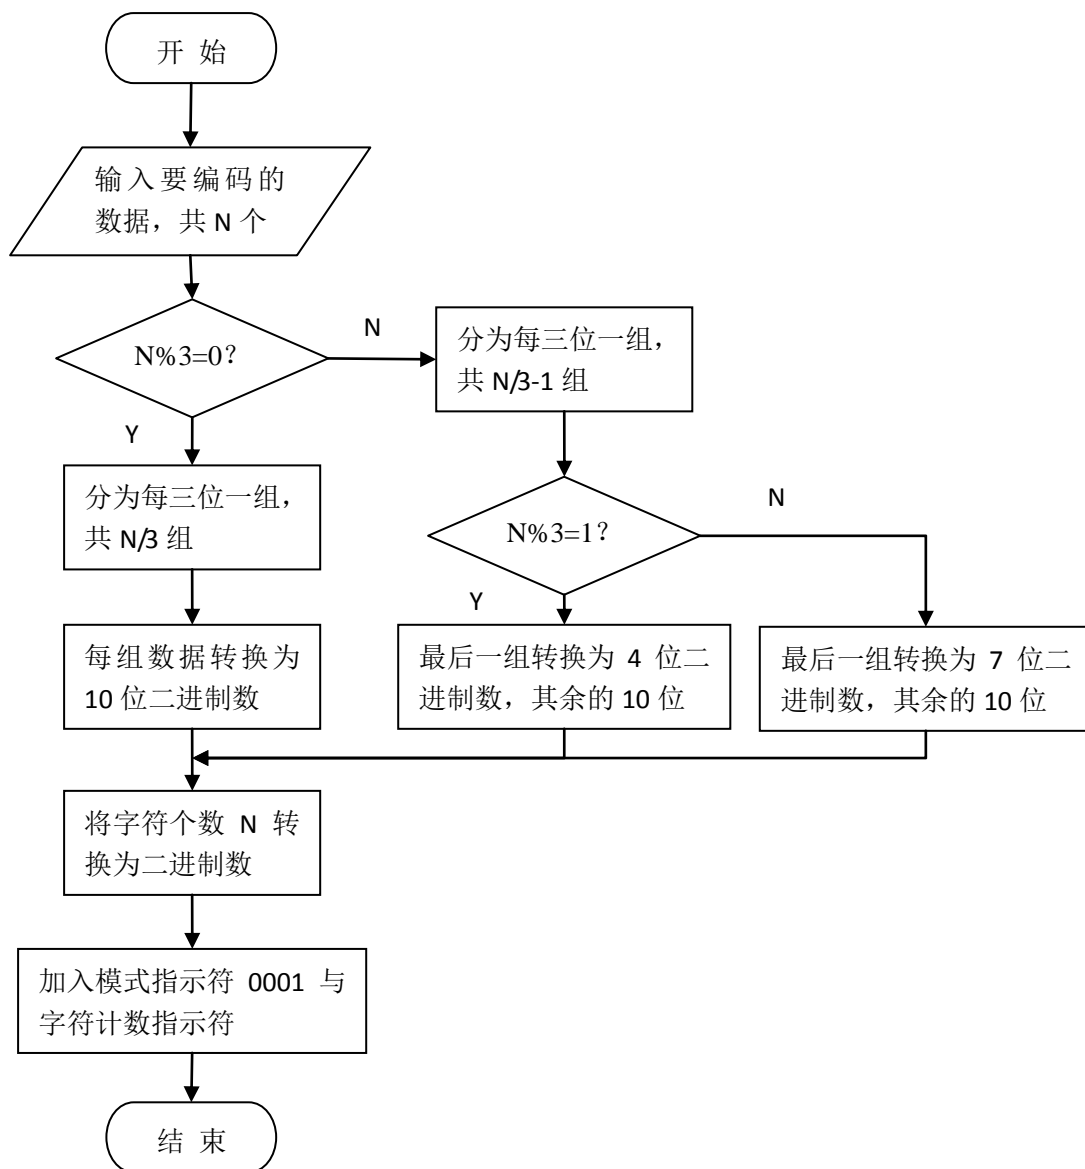 开 始
输入要编码的
数据，共 N 个
N%3=0？
N
分为每三位一组，
共 N/3-1 组
Y
分为每三位一组，
共 N/3 组
N%3=1？
N
Y
每组数据转换为
10 位二进制数
最后一组转换为 4 位二
进制数，其余的 10 位
最后一组转换为 7 位二
进制数，其余的 10 位
将字符个数 N 转
换为二进制数
加入模式指示符 0001 与
字符计数指示符
结 束